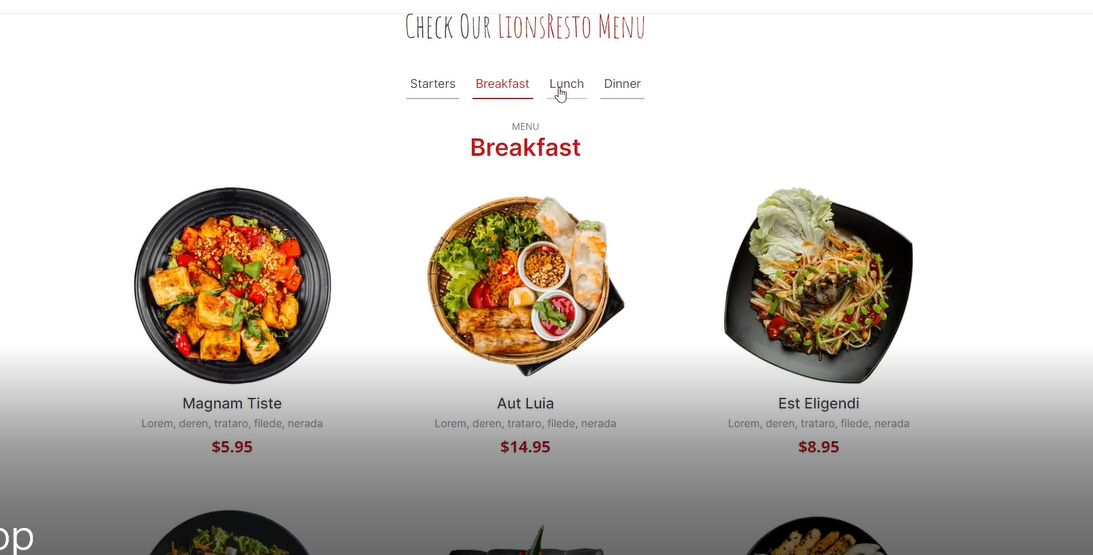 Check Our LionsResto Menu
Starters Breakfast Lunch Dinner
MENU
Breakfast
Magnam Tiste Aut Luia Est Eligendi
Lorem, deren, trataro, filede, nerada Lorem, deren, trataro, filede, nerada Lorem, deren, trataro, filede, nerada
$5.95 $14.95 $8.95
op